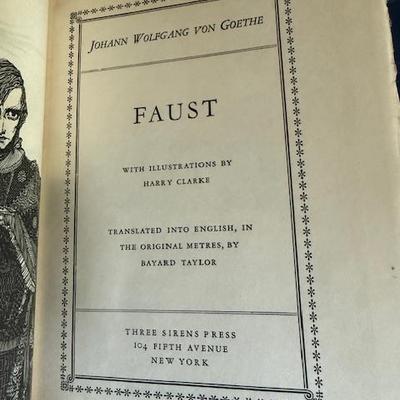 JOHANN WOLFGANG VON GOETHE
FAUST
WITH ILLUSTRATIONS BY
HARRY CLARKE
TRANSLATED INTO ENGLISH, IN
THE ORIGINAL METRES, BY
BAYARD TAYLOR
THREE SIRENS PRESS
104 FIFTH AVENUE
NEW YORK